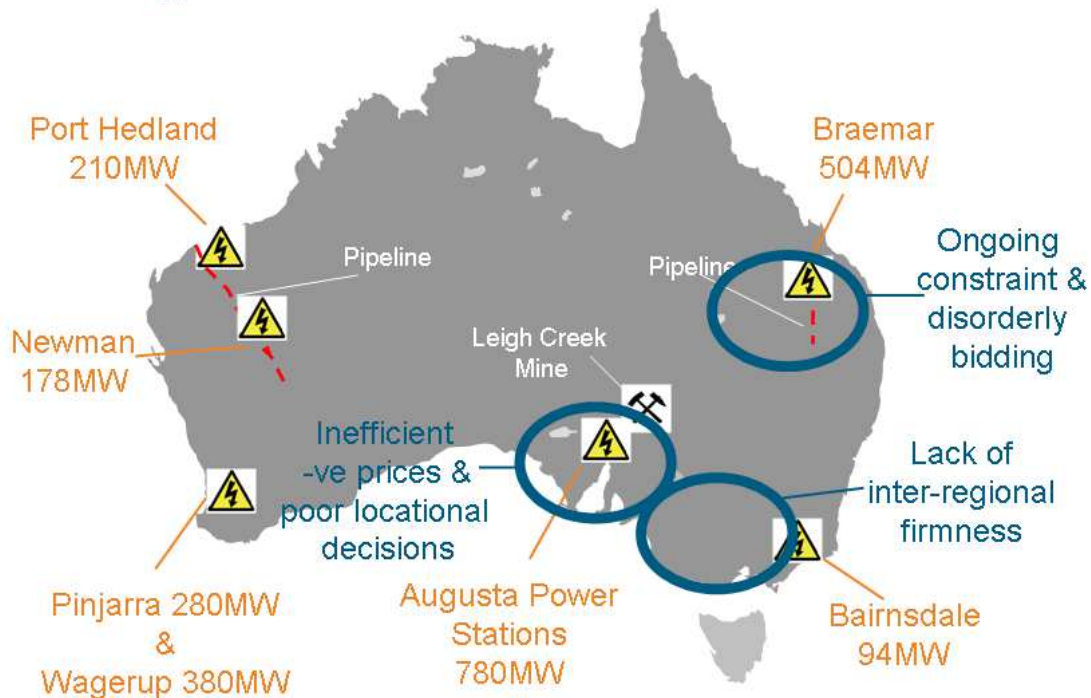 Port Hedland
210MW
Braemar
504MW
Pipeline
Pipeline
Ongoing
constraint &
disorderly
bidding
Newman
178MW
Leigh Creek
Mine
Inefficient
-ve prices &
poor locational
decisions
Lack of
inter-regional
firmness
Pinjarra 280MW
&
Wagerup 380MW
Augusta Power
Stations
780MW
Bairnsdale
94MW